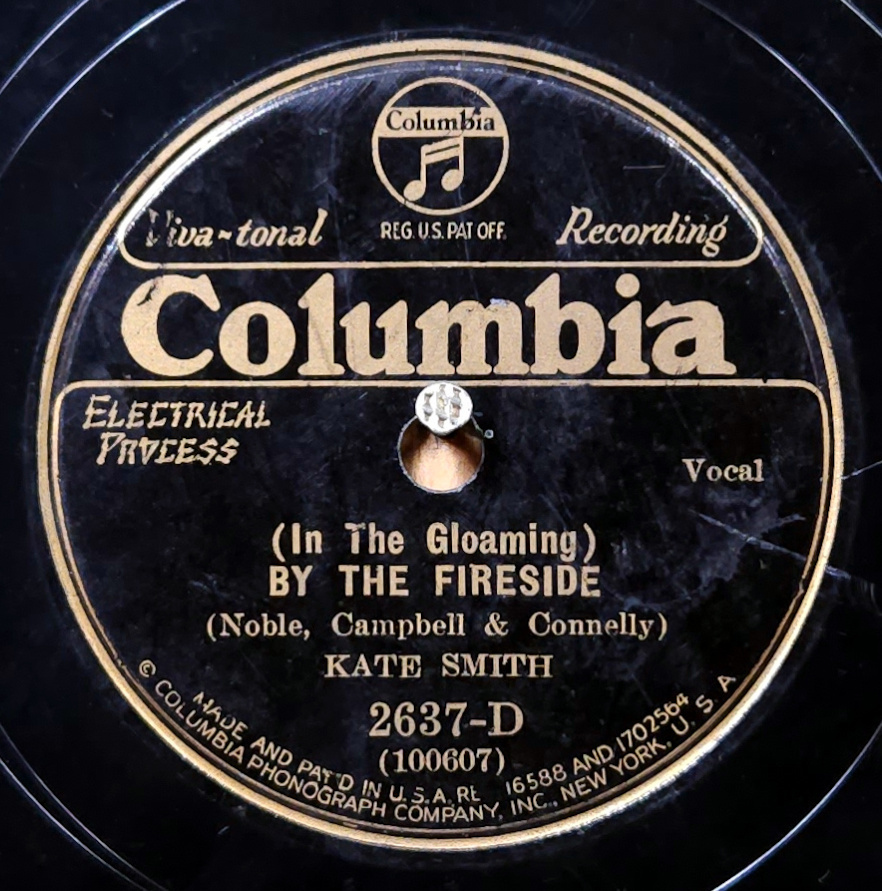 Columbia
Viva-tonal
REG. U.S. PAT. OFF.
Recording
Columbia
ELECTRICAL
PROCESS
Vocal
(In The Gloaming)
BY THE FIRESIDE
(Noble, Campbell & Connelly)
KATE SMITH
2637-D
(100607)
MADE AND PAT'D IN U.S.A. RE 16588 AND 1702564
© COLUMBIA PHONOGRAPH COMPANY, INC., NEW YORK, U. S. A